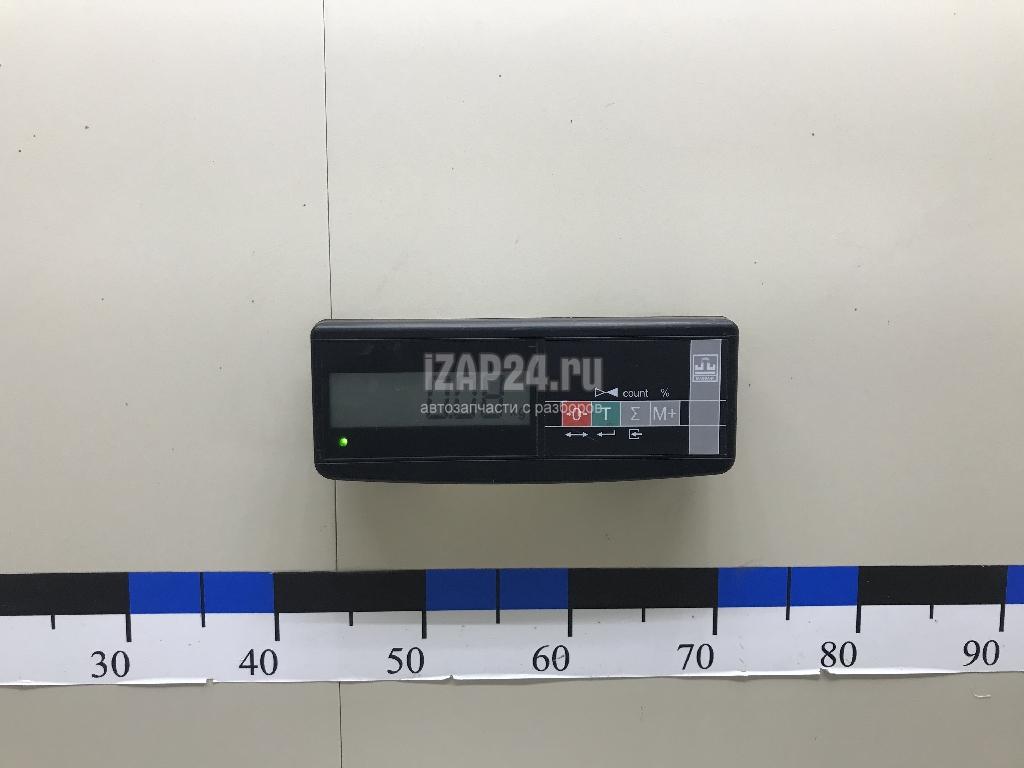 iZAP24.ru
автозапчасти с разборов
count %
0 T Σ M+
30 40 50 60 70 80 90